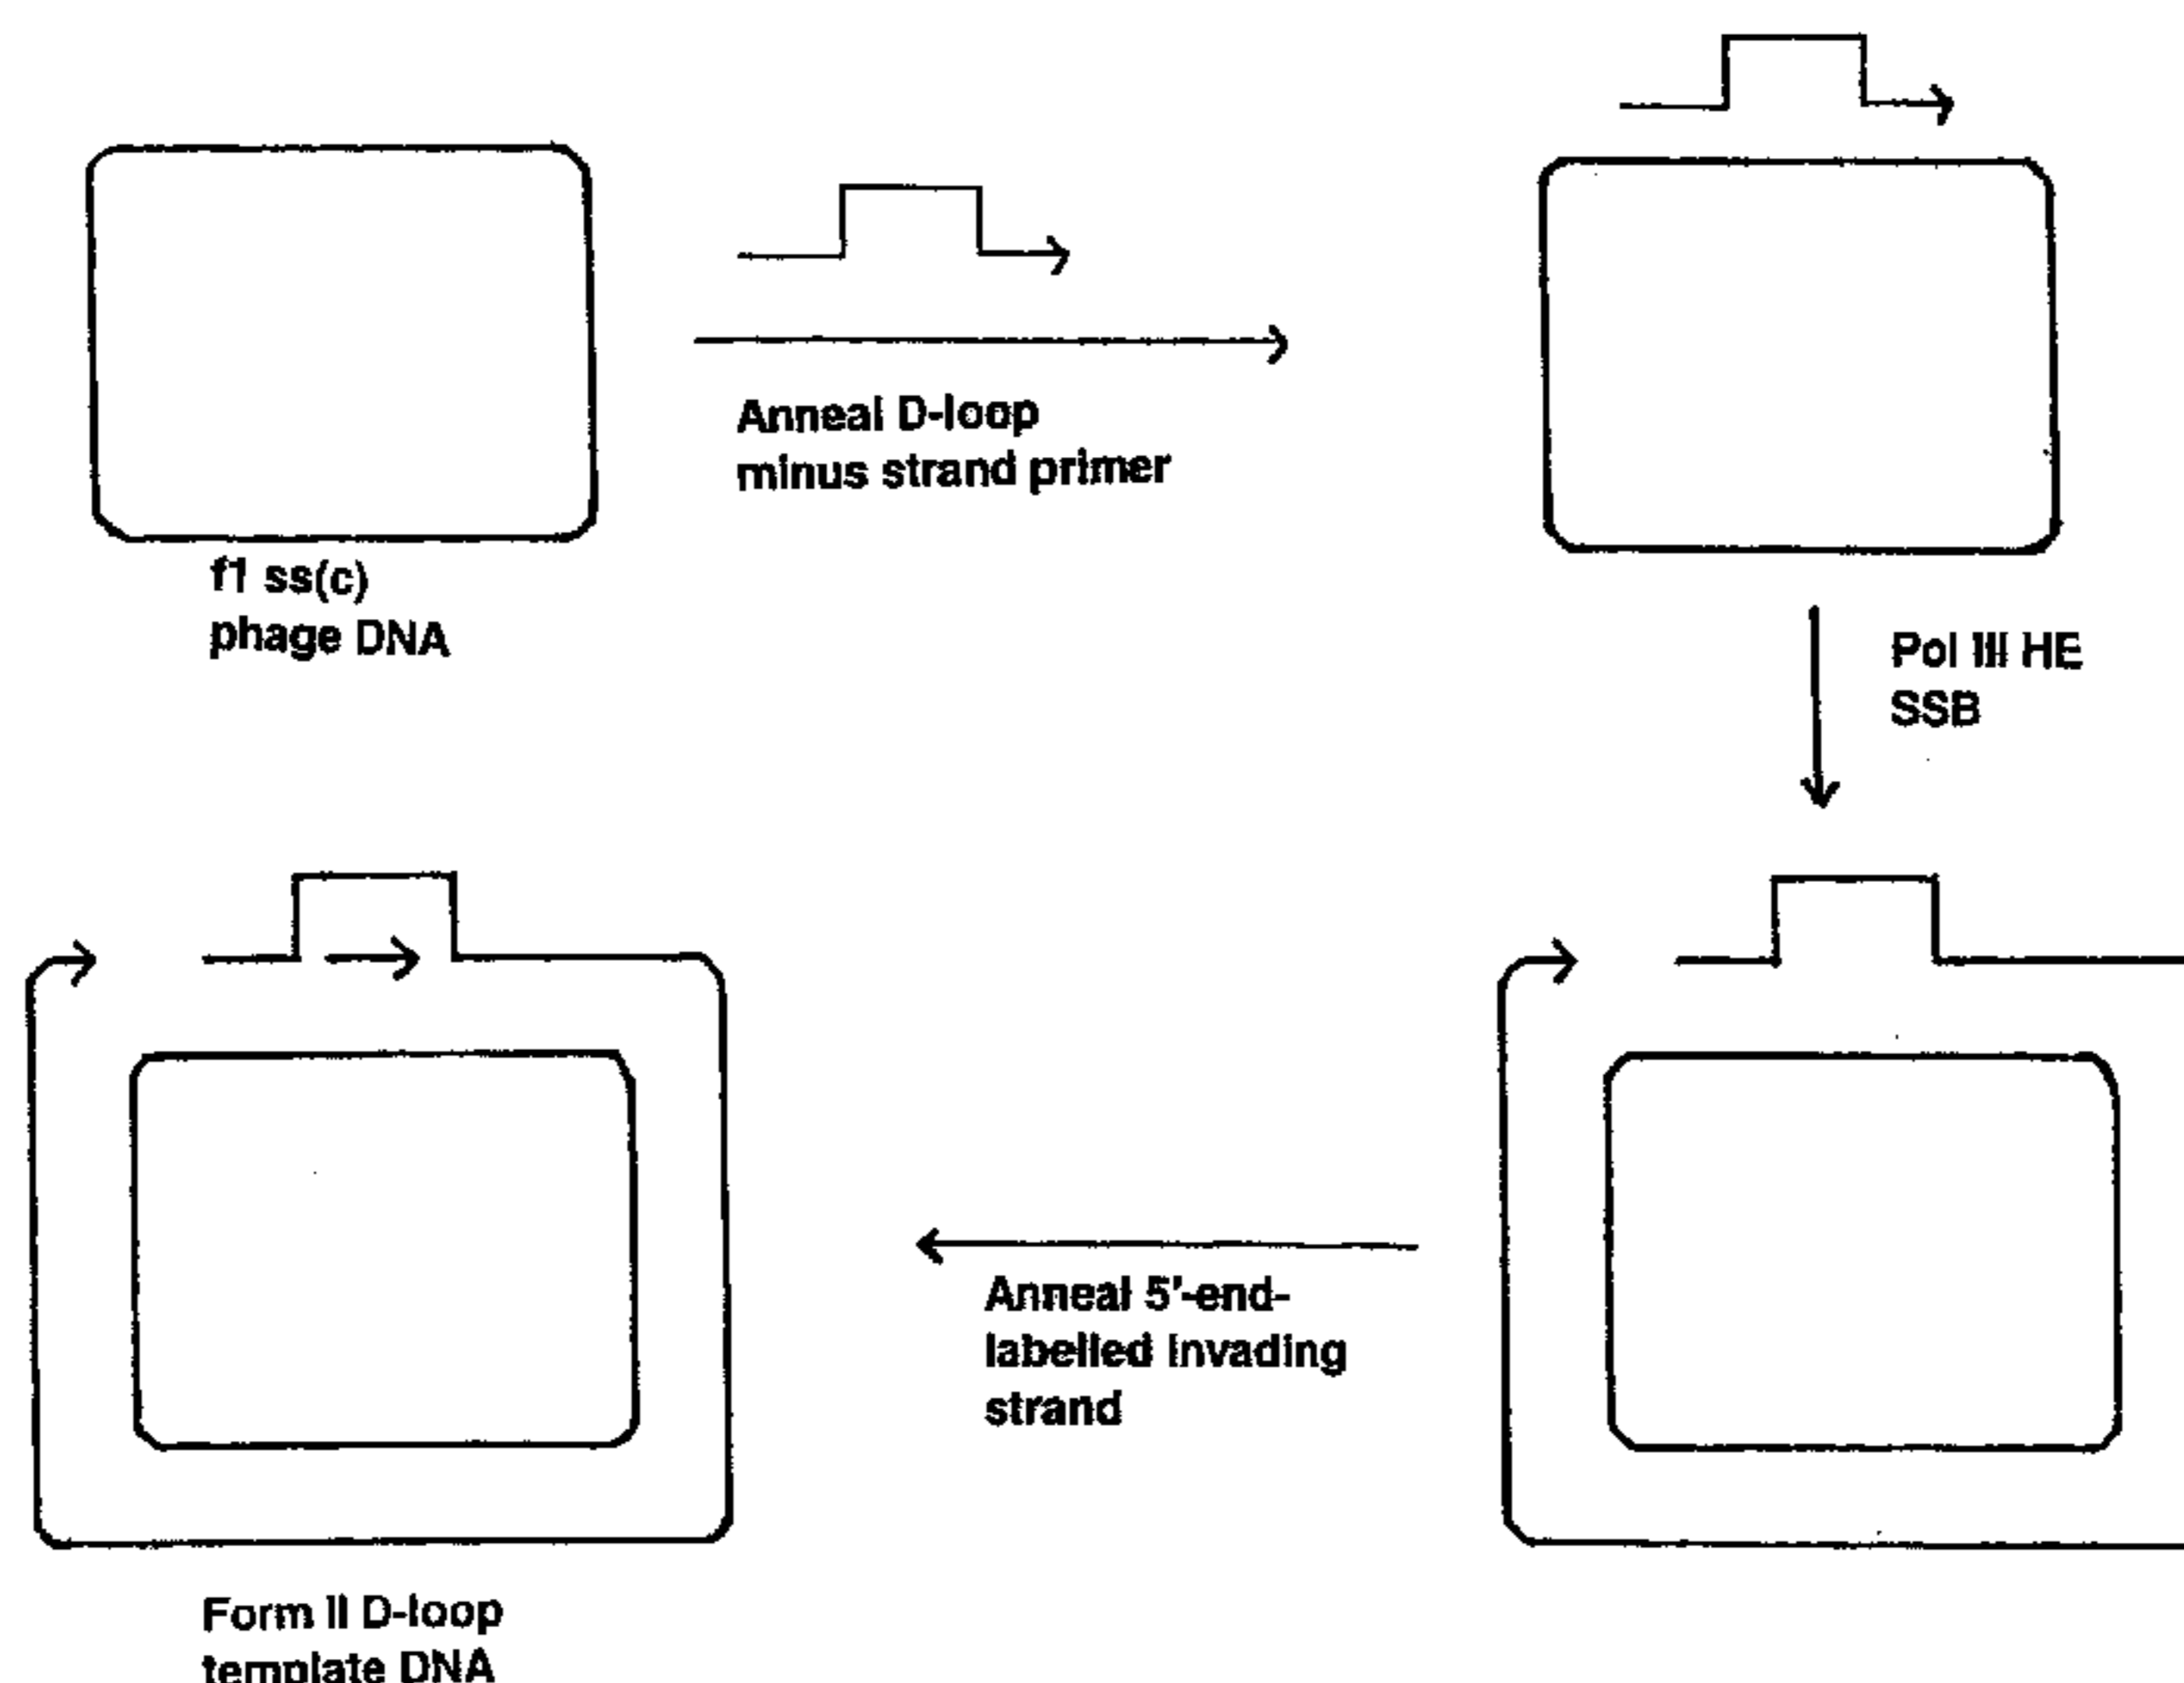 f1 ss(c)
phage DNA
Anneal D-loop
minus strand primer
Pol III HE
SSB
Anneal 5'-end-
labelled invading
strand
Form II D-loop
template DNA